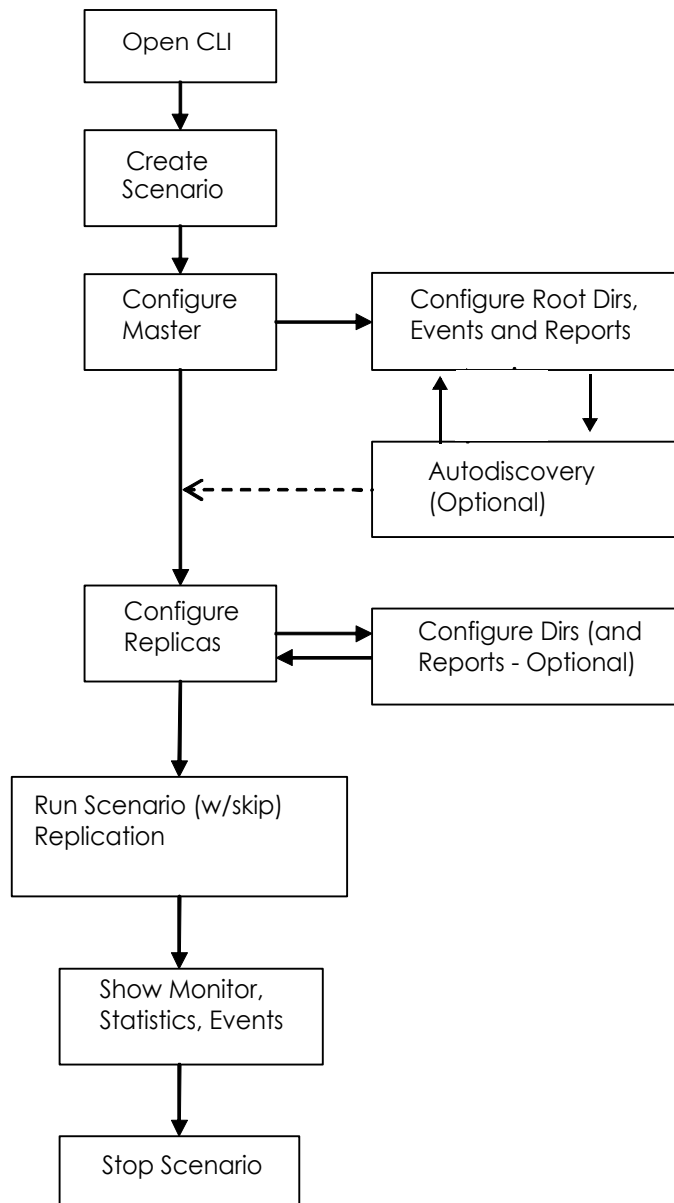 Open CLI
Create
Scenario
Configure
Master
Configure Root Dirs,
Events and Reports
Autodiscovery
(Optional)
Configure
Replicas
Configure Dirs (and
Reports - Optional)
Run Scenario (w/skip)
Replication
Show Monitor,
Statistics, Events
Stop Scenario